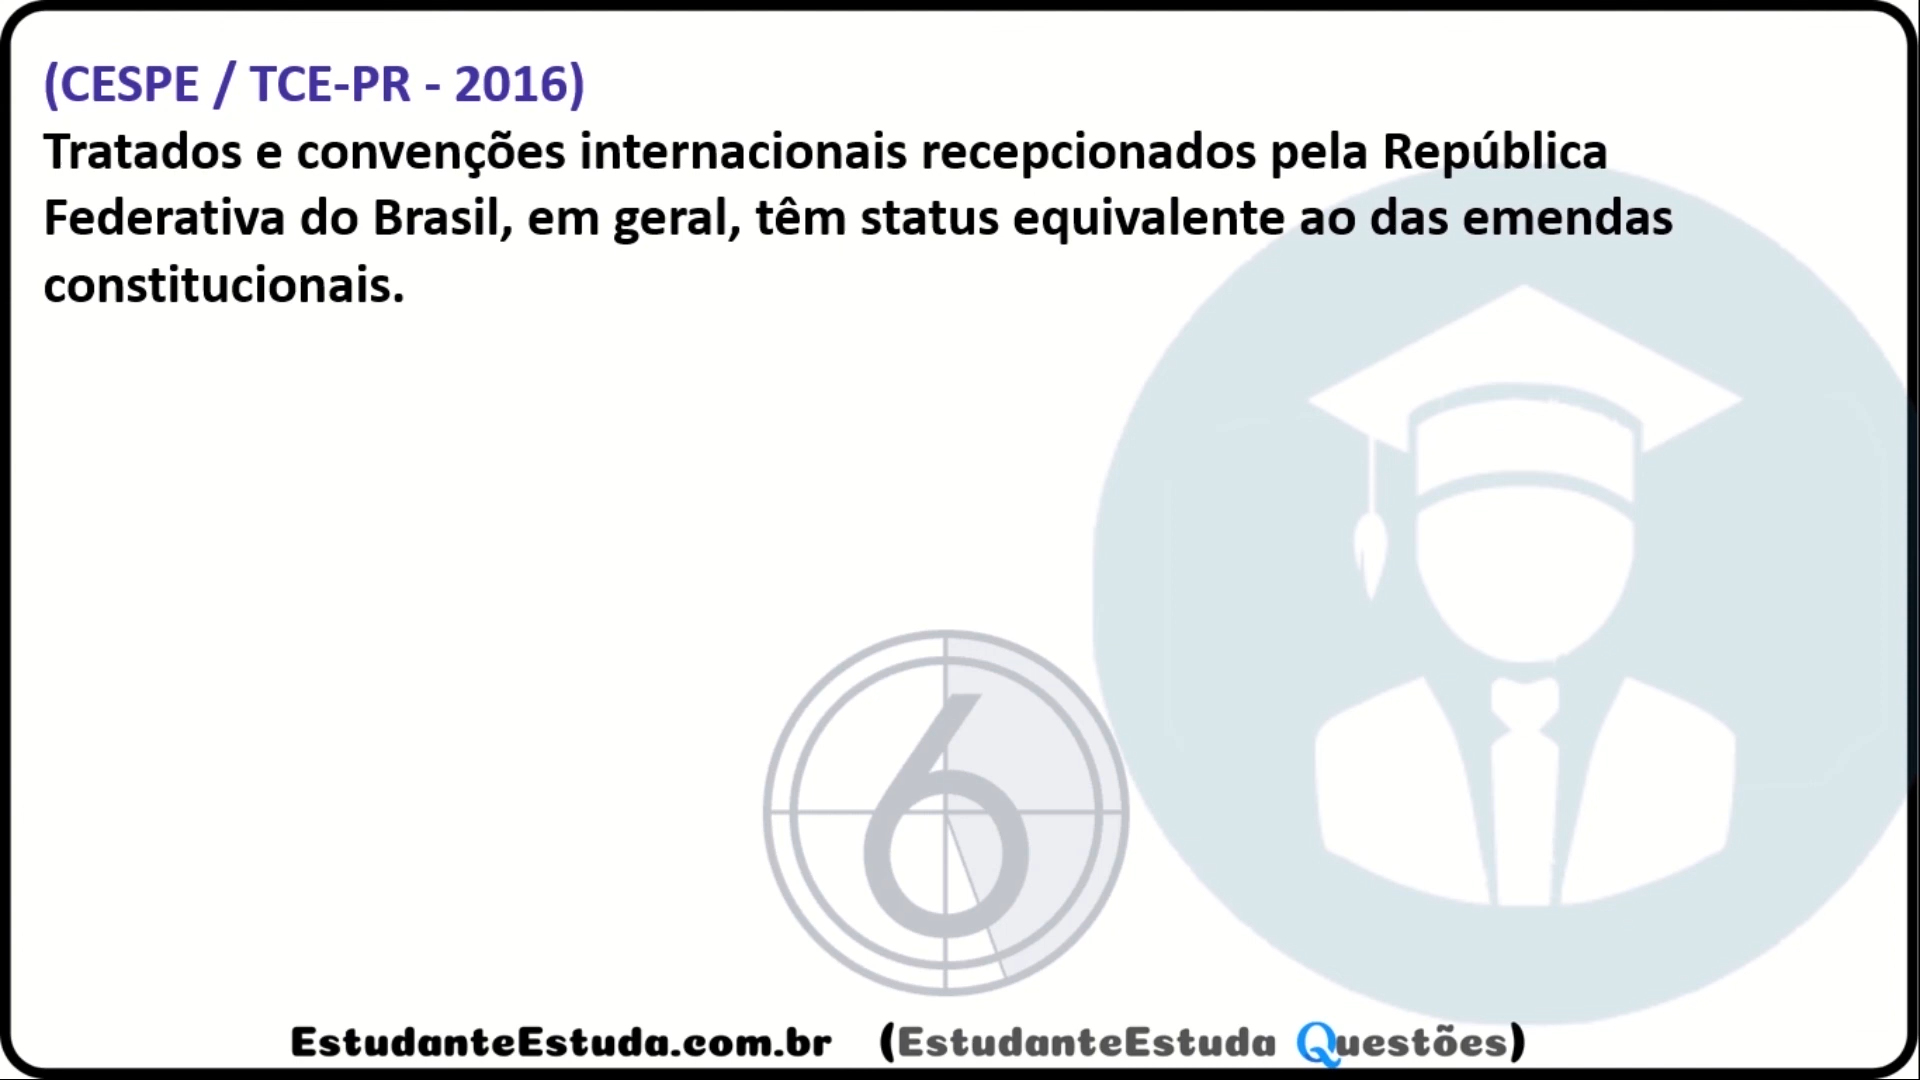 (CESPE / TCE-PR - 2016)
Tratados e convenções internacionais recepcionados pela República
Federativa do Brasil, em geral, têm status equivalente ao das emendas
constitucionais.
6
EstudanteEstuda.com.br (EstudanteEstuda Questões)